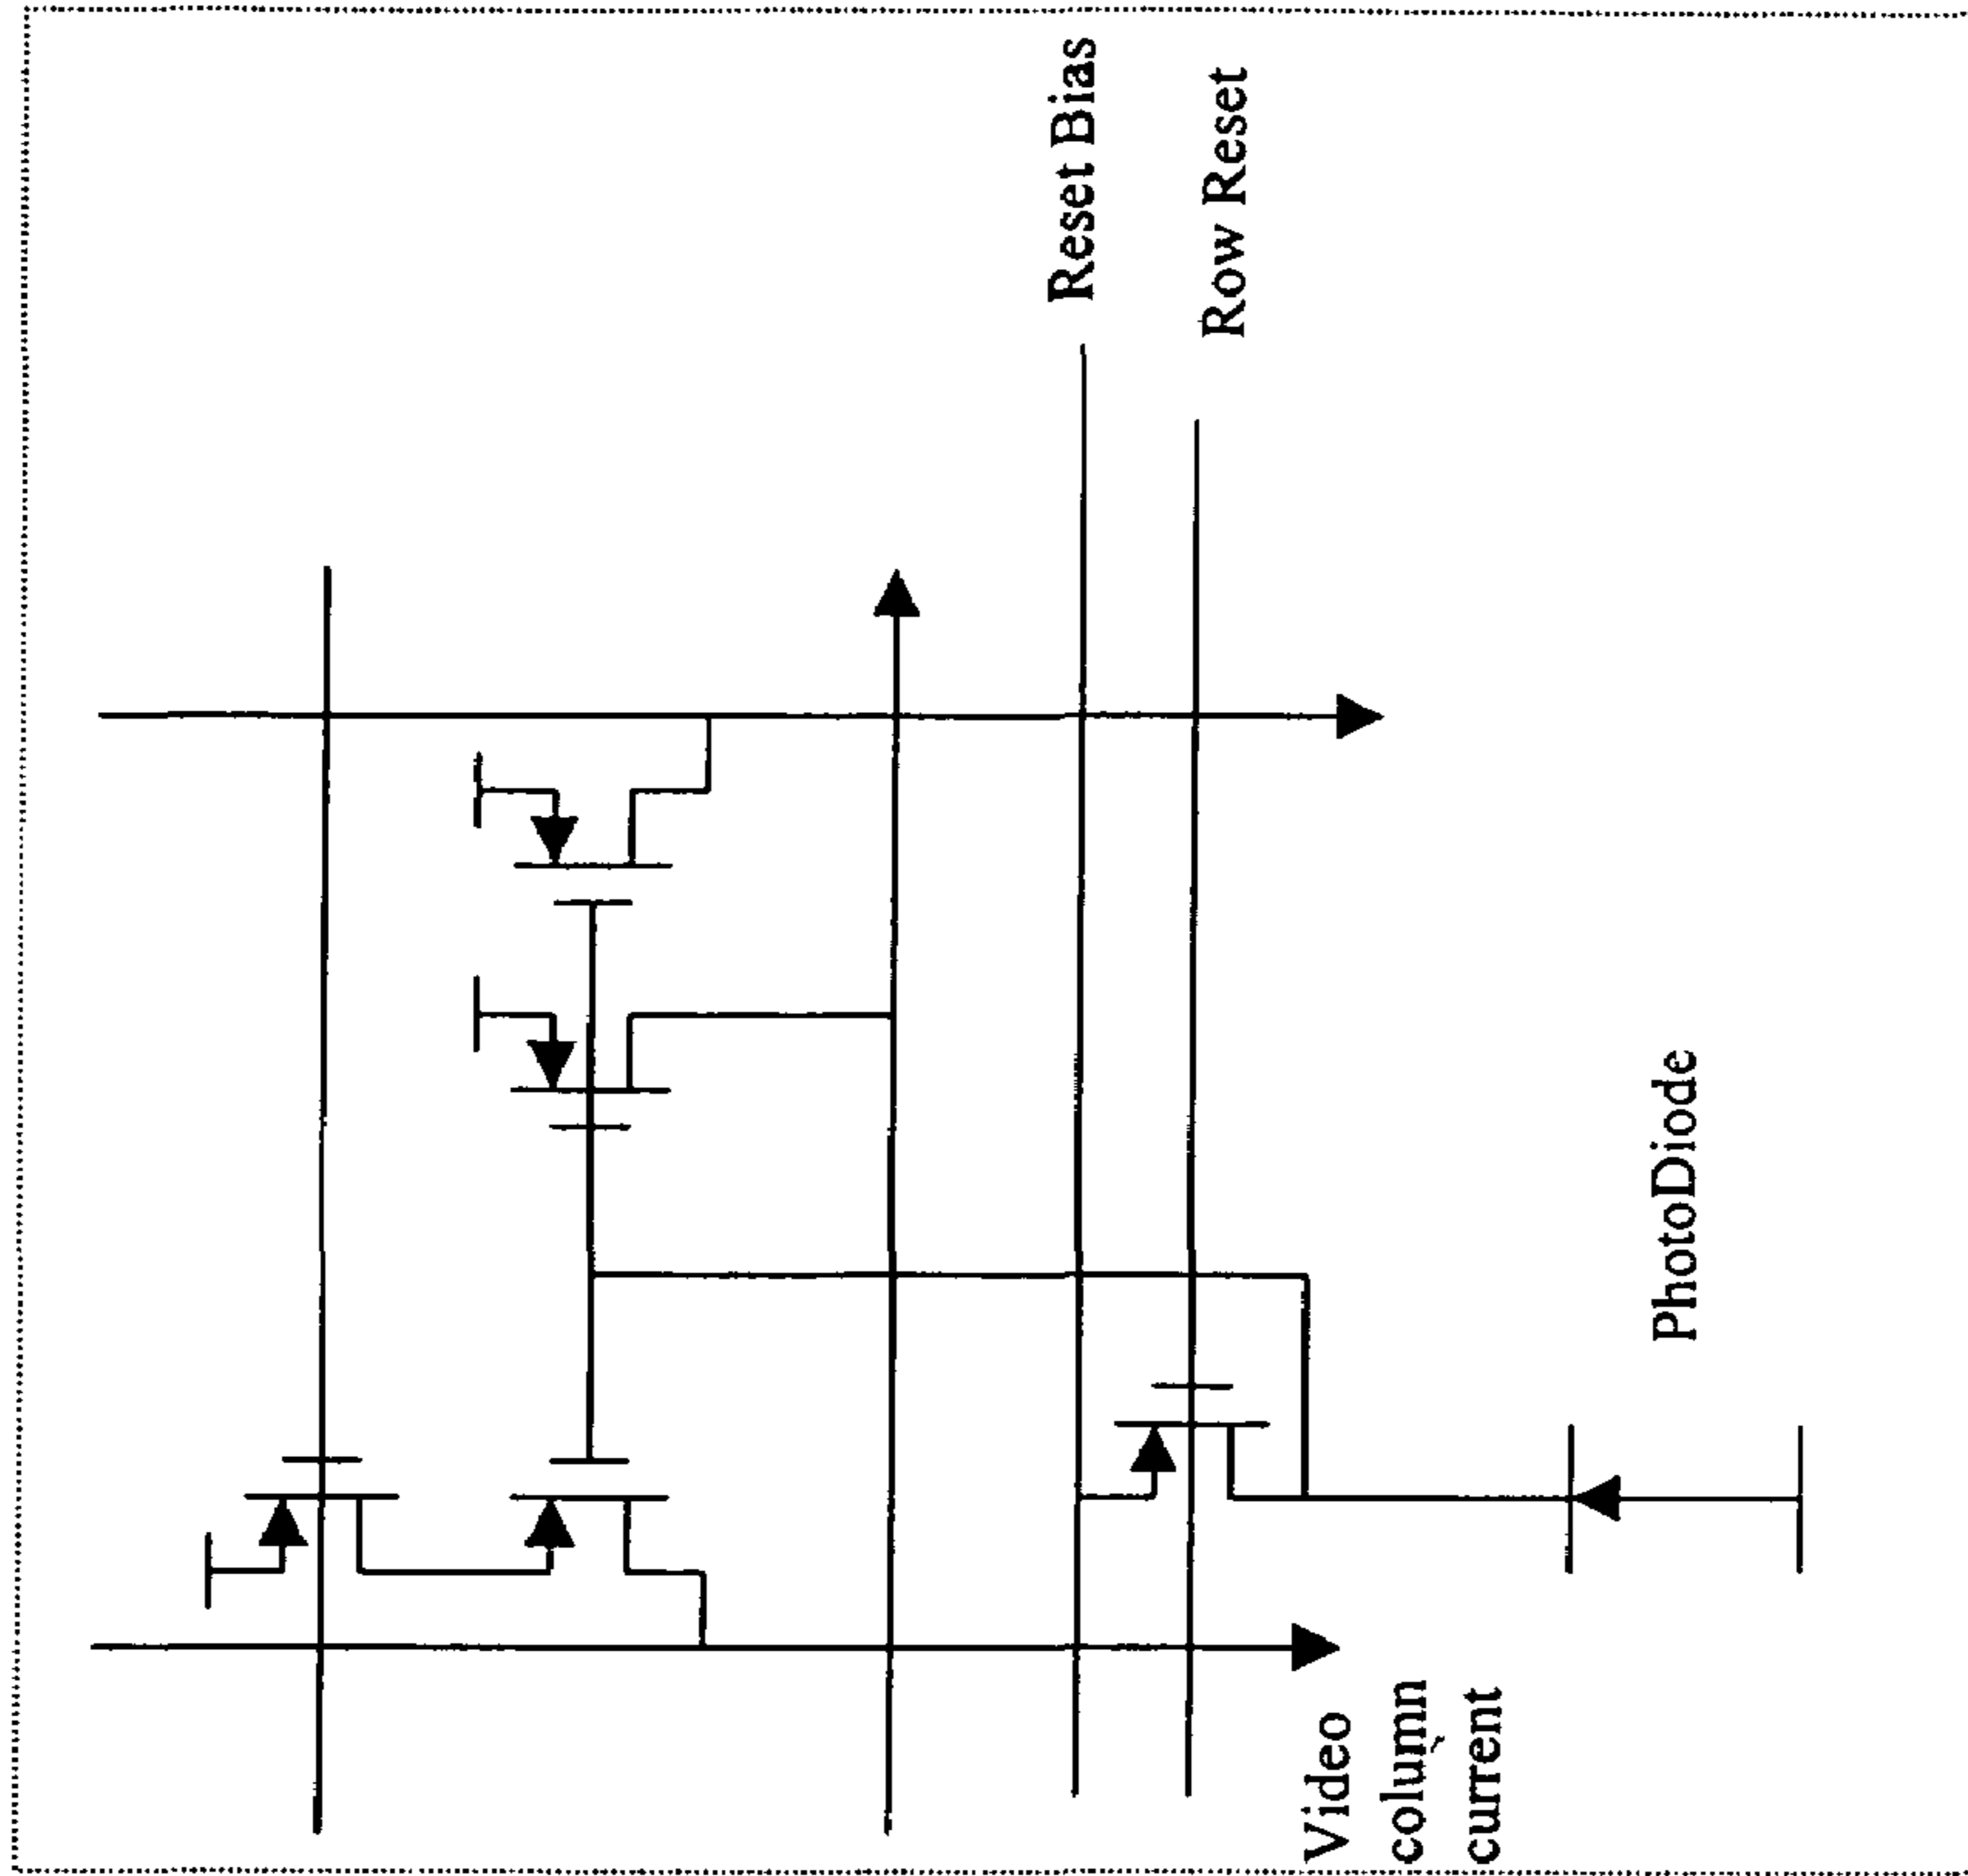 Reset Bias
Row Reset
PhotoDiode
Video
column
current